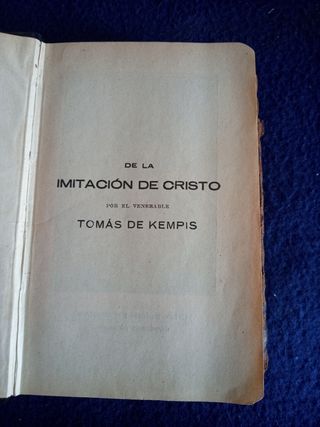 DE LA
IMITACIÓN DE CRISTO
POR EL VENERABLE
TOMÁS DE KEMPIS